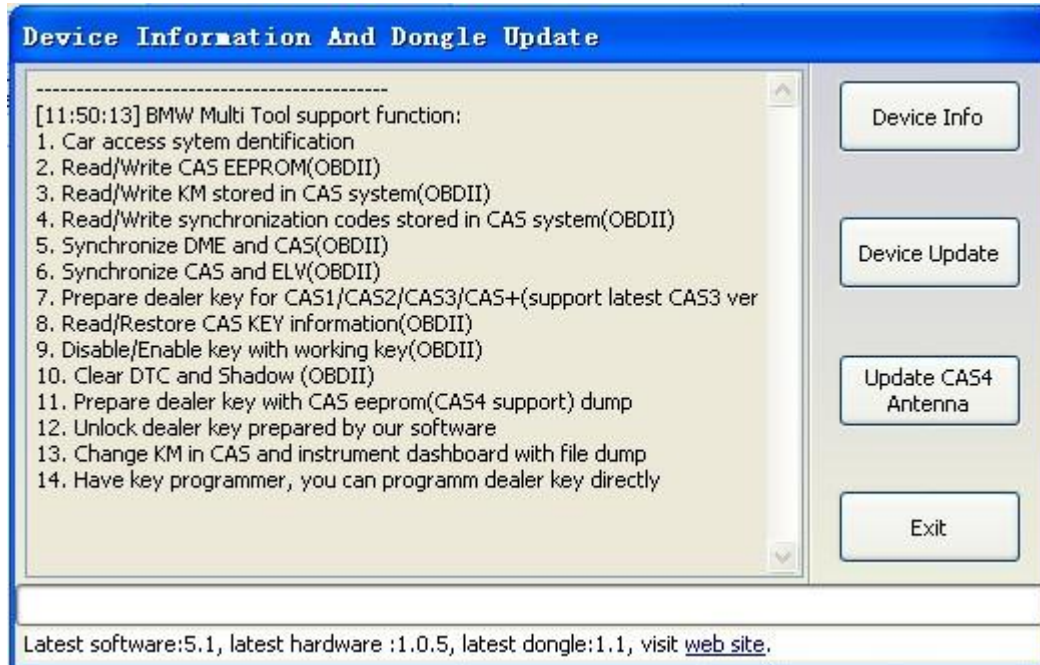 Device Information And Dongle Update
--------------------------------------------
[11:50:13] BMW Multi Tool support function:
1. Car access sytem dentification
2. Read/Write CAS EEPROM(OBDII)
3. Read/Write KM stored in CAS system(OBDII)
4. Read/Write synchronization codes stored in CAS system(OBDII)
5. Synchronize DME and CAS(OBDII)
6. Synchronize CAS and ELV(OBDII)
7. Prepare dealer key for CAS1/CAS2/CAS3/CAS+(support latest CAS3 ver
8. Read/Restore CAS KEY information(OBDII)
9. Disable/Enable key with working key(OBDII)
10. Clear DTC and Shadow (OBDII)
11. Prepare dealer key with CAS eeprom(CAS4 support) dump
12. Unlock dealer key prepared by our software
13. Change KM in CAS and instrument dashboard with file dump
14. Have key programmer, you can programm dealer key directly
Device Info
Device Update
Update CAS4
Antenna
Exit
Latest software:5.1, latest hardware :1.0.5, latest dongle:1.1, visit web site.